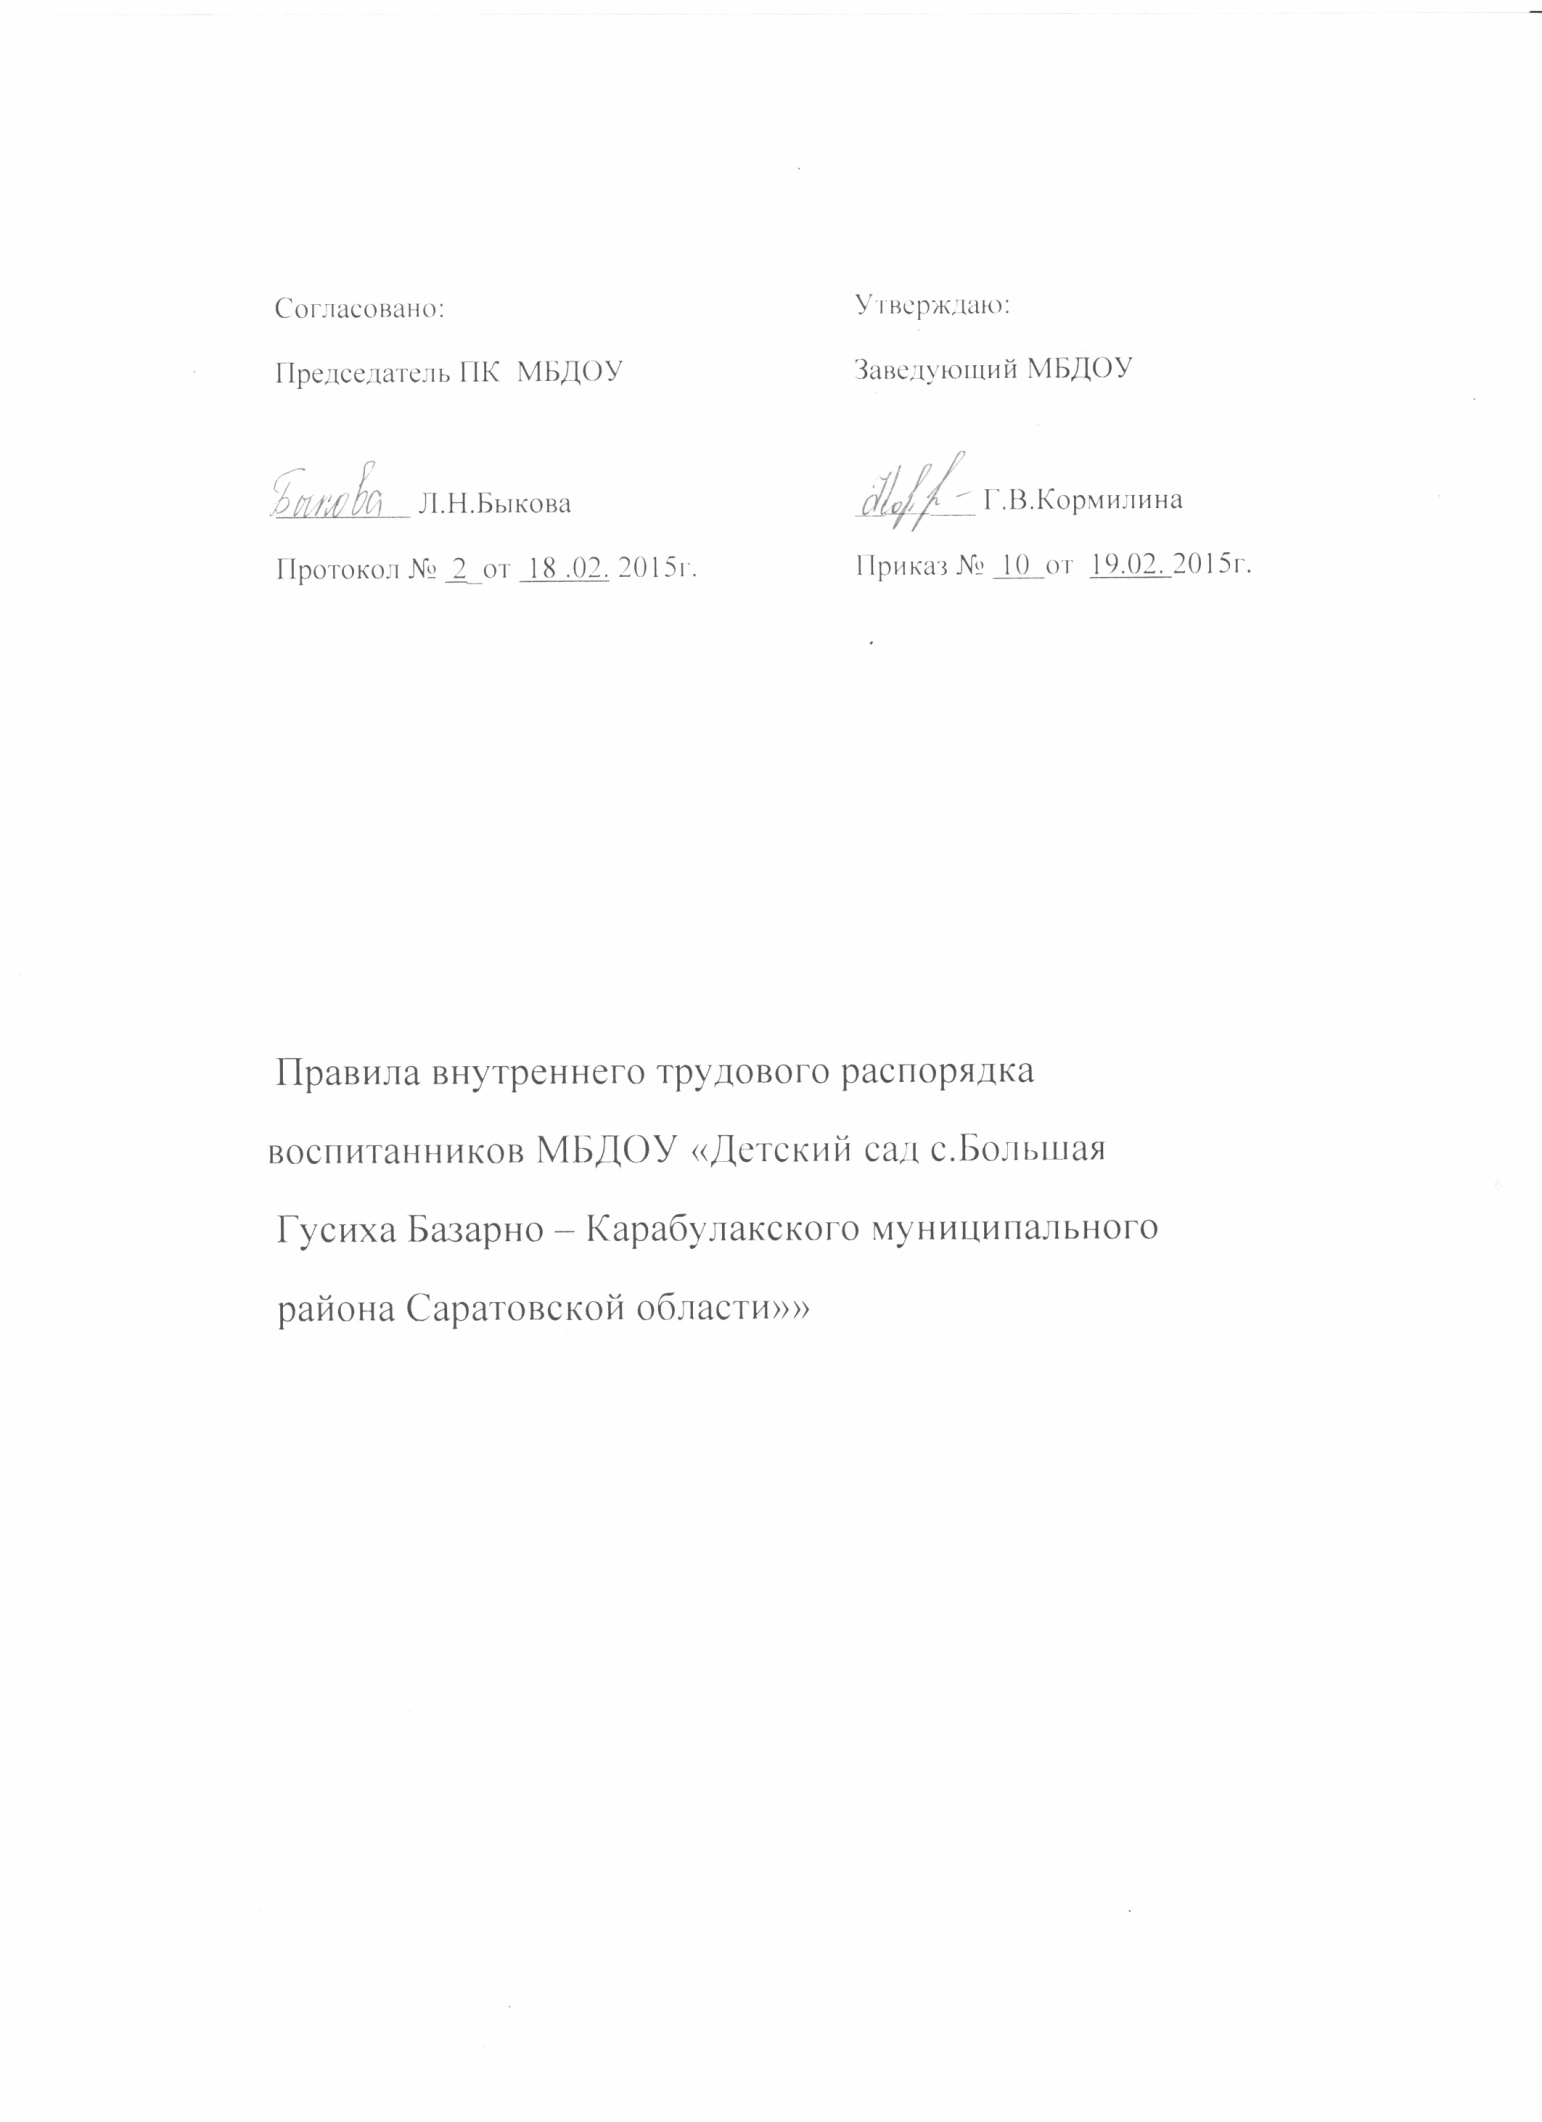 Согласовано:
Председатель ПК МБДОУ
Быкова Л.Н.Быкова
Протокол № 2 от 18 .02. 2015г.
Утверждаю:
Заведующий МБДОУ
Г.В.Кормилина
Приказ № 10 от 19.02. 2015г.
Правила внутреннего трудового распорядка
воспитанников МБДОУ «Детский сад с.Большая
Гусиха Базарно – Карабулакского муниципального
района Саратовской области»»